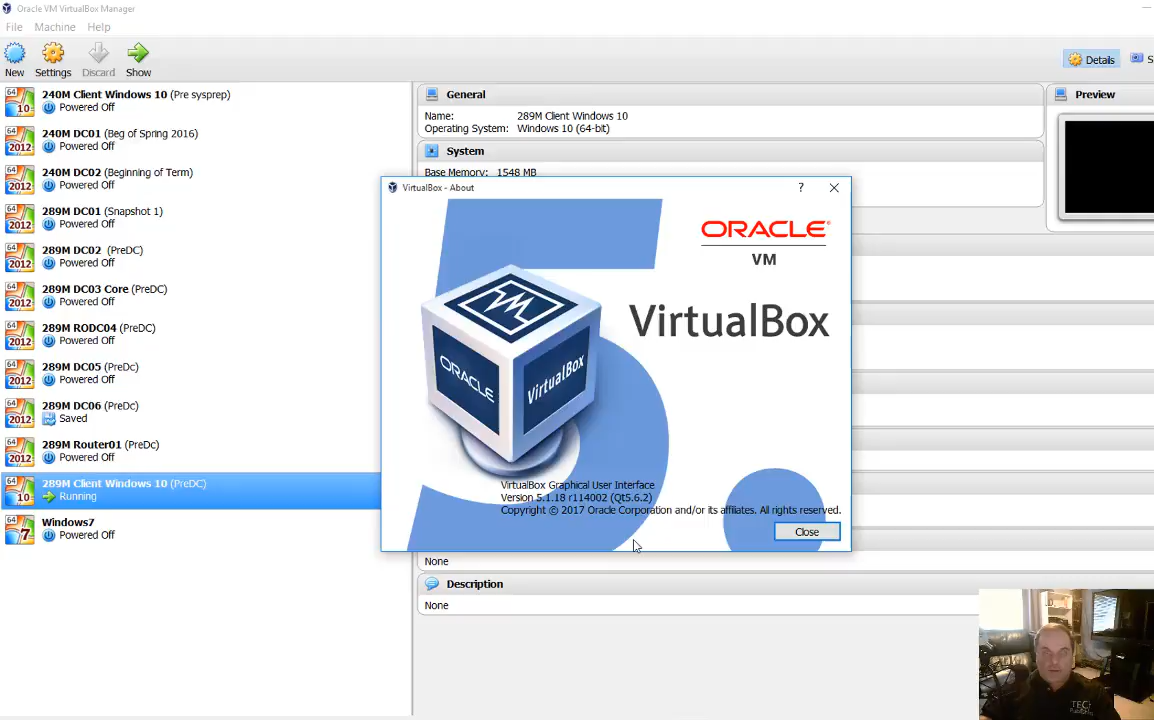 Oracle VM VirtualBox Manager
File Machine Help
New Settings Discard Show
Details
240M Client Windows 10 (Pre sysprep)
Powered Off
240M DC01 (Beg of Spring 2016)
Powered Off
240M DC02 (Beginning of Term)
Powered Off
289M DC01 (Snapshot 1)
Powered Off
289M DC02 (PreDC)
Powered Off
289M DC03 Core (PreDC)
Powered Off
289M RODC04 (PreDC)
Powered Off
289M DC05 (PreDc)
Powered Off
289M DC06 (PreDc)
Saved
289M Router01 (PreDc)
Powered Off
289M Client Windows 10 (PreDC)
Running
Windows7
Powered Off
General
Name: 289M Client Windows 10
Operating System: Windows 10 (64-bit)
System
Base Memory: 1548 MB
Preview
VirtualBox - About
ORACLE
VM
VirtualBox
ORACLE
VirtualBox
VirtualBox Graphical User Interface
Version 5.1.18 r114002 (Qt5.6.2)
Copyright © 2017 Oracle Corporation and/or its affiliates. All rights reserved.
Close
None
Description
None